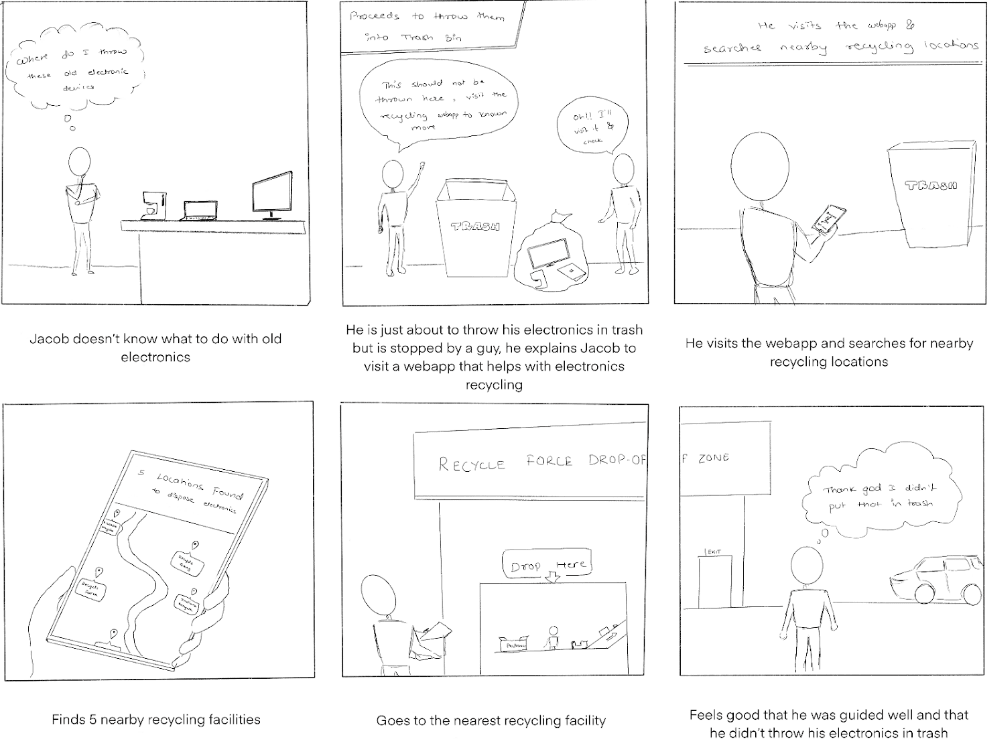 Where do I throw
these old electronic
devices
Proceeds to throw them
into Trash bin
This should not be
thrown here, visit the
recycling webapp to known
more
Oh!! I'll
visit it &
check
TRASH
He visits the webapp &
searches nearby recycling locations
TRASH
Jacob doesn't know what to do with old
electronics
He is just about to throw his electronics in trash
but is stopped by a guy, he explains Jacob to
visit a webapp that helps with electronics
recycling
He visits the webapp and searches for nearby
recycling locations
5 Locations Found
to dispose electronics
RECYCLE FORCE DROP-OF
Drop Here
F ZONE
EXIT
Thank god I didn't
put that in trash
Finds 5 nearby recycling facilities
Goes to the nearest recycling facility
Feels good that he was guided well and that
he didn't throw his electronics in trash